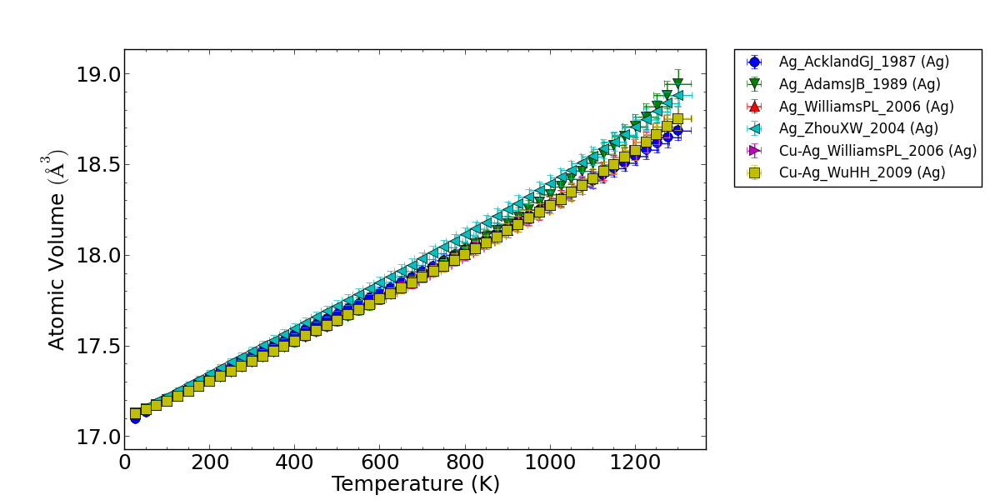 19.0
18.5
18.0
17.5
17.0
0 200 400 600 800 1000 1200
Atomic Volume (Å³)
Temperature (K)
Ag_AcklandGJ_1987 (Ag)
Ag_AdamsJB_1989 (Ag)
Ag_WilliamsPL_2006 (Ag)
Ag_ZhouXW_2004 (Ag)
Cu-Ag_WilliamsPL_2006 (Ag)
Cu-Ag_WuHH_2009 (Ag)